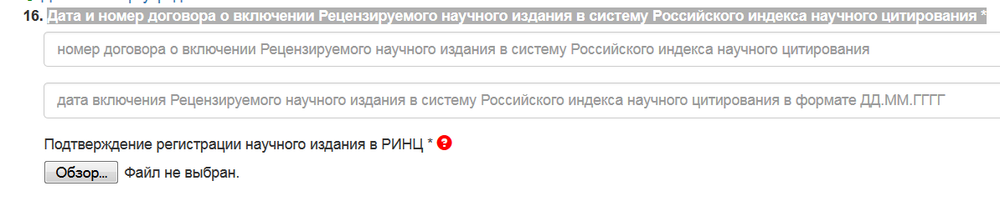 16. Дата и номер договора о включении Рецензируемого научного издания в систему Российского индекса научного цитирования *
номер договора о включении Рецензируемого научного издания в систему Российского индекса научного цитирования
дата включения Рецензируемого научного издания в систему Российского индекса научного цитирования в формате ДД.ММ.ГГГГ
Подтверждение регистрации научного издания в РИНЦ * ?
Обзор... Файл не выбран.